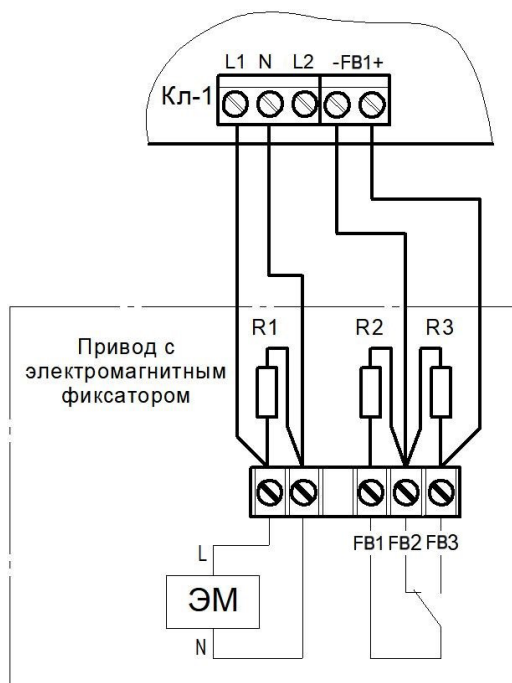 L1 N L2 -FB1+
Кл-1
R1 R2 R3
Привод с
электромагнитным
фиксатором
FB1 FB2 FB3
L
ЭМ
N